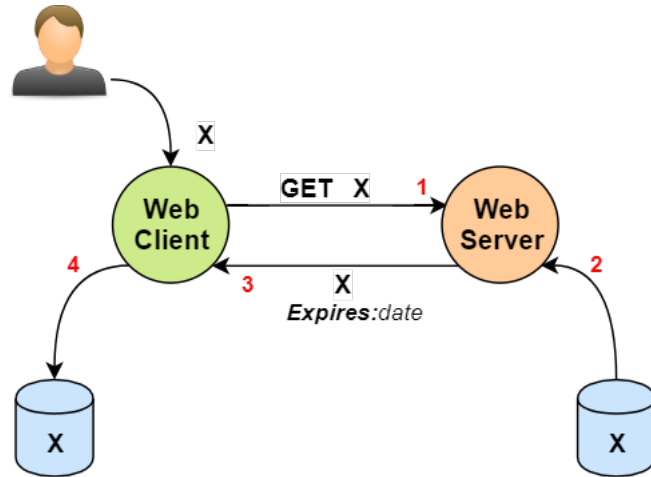 X
GET X 1
Web
Client
Web
Server
4
3
X
2
Expires:date
X
X